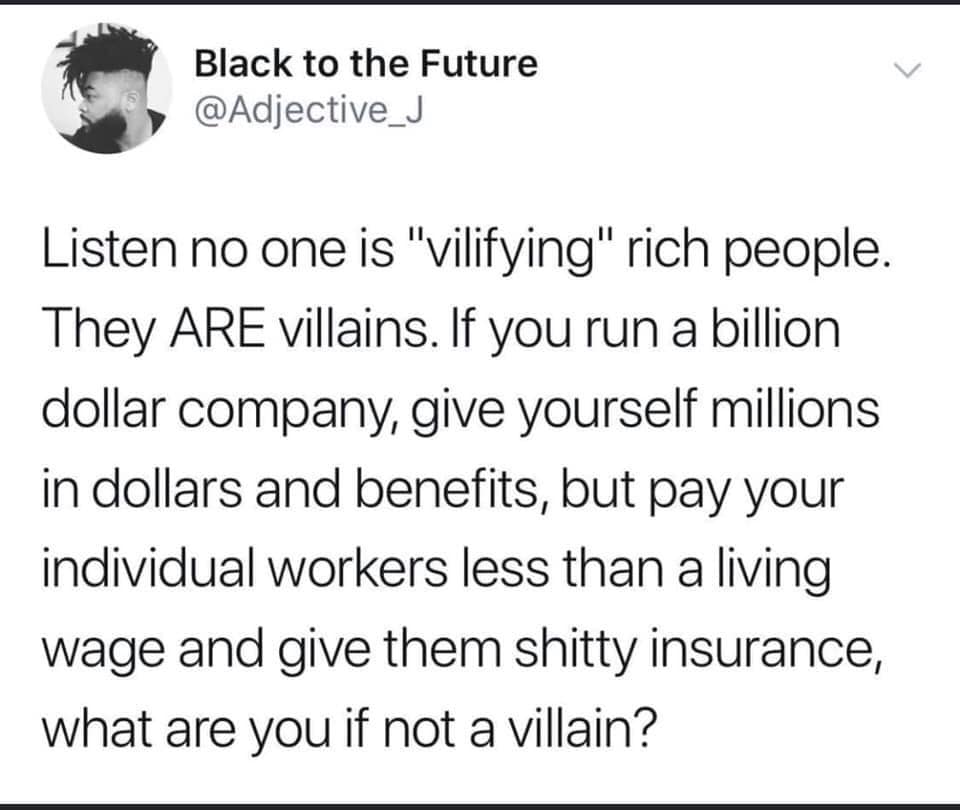 Black to the Future
@Adjective_J
Listen no one is "vilifying" rich people.
They ARE villains. If you run a billion
dollar company, give yourself millions
in dollars and benefits, but pay your
individual workers less than a living
wage and give them shitty insurance,
what are you if not a villain?